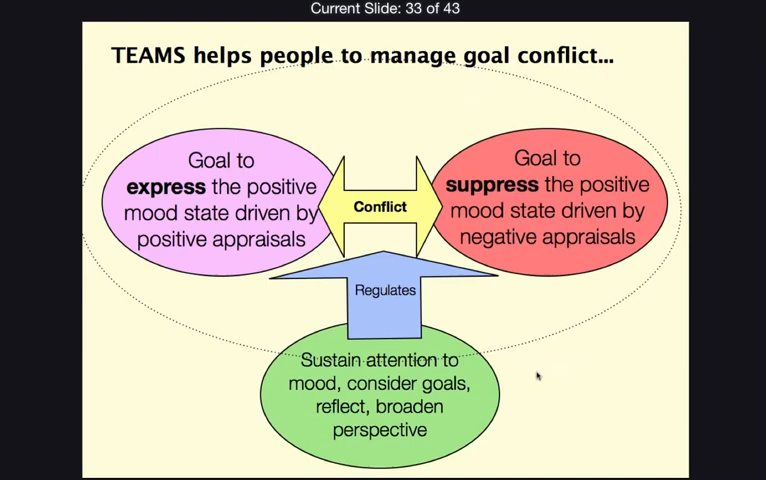 Current Slide: 33 of 43
TEAMS helps people to manage goal conflict...
Goal to
express the positive
mood state driven by
positive appraisals
Conflict
Goal to
suppress the positive
mood state driven by
negative appraisals
Regulates
Sustain attention to
mood, consider goals,
reflect, broaden
perspective